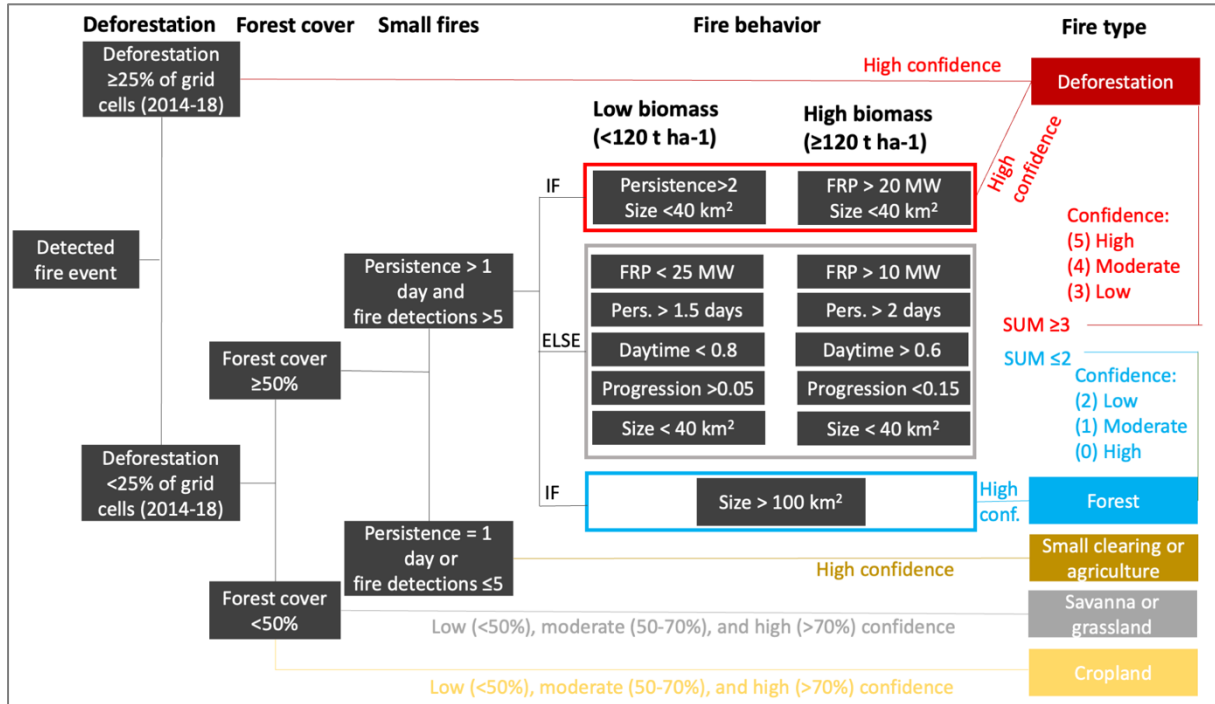 Deforestation Forest cover Small fires Fire behavior Fire type
Deforestation
≥25% of grid
cells (2014-18)
High confidence
Deforestation
Low biomass
(<120 t ha-1)
High biomass
(≥120 t ha-1)
High
confidence
IF
Persistence>2
Size <40 km²
FRP > 20 MW
Size <40 km²
Confidence:
(5) High
(4) Moderate
(3) Low
Detected
fire event
Persistence > 1
day and
fire detections >5
ELSE
FRP < 25 MW
Pers. > 1.5 days
Daytime < 0.8
Progression >0.05
Size < 40 km²
FRP > 10 MW
Pers. > 2 days
Daytime > 0.6
Progression <0.15
Size < 40 km²
SUM ≥3
SUM ≤2
Confidence:
(2) Low
(1) Moderate
(0) High
Forest cover
≥50%
Deforestation
<25% of grid
cells (2014-18)
IF
Size > 100 km²
High
conf.
Forest
Persistence = 1
day or
fire detections ≤5
High confidence
Small clearing or
agriculture
Forest cover
<50%
Low (<50%), moderate (50-70%), and high (>70%) confidence
Savanna or
grassland
Low (<50%), moderate (50-70%), and high (>70%) confidence
Cropland